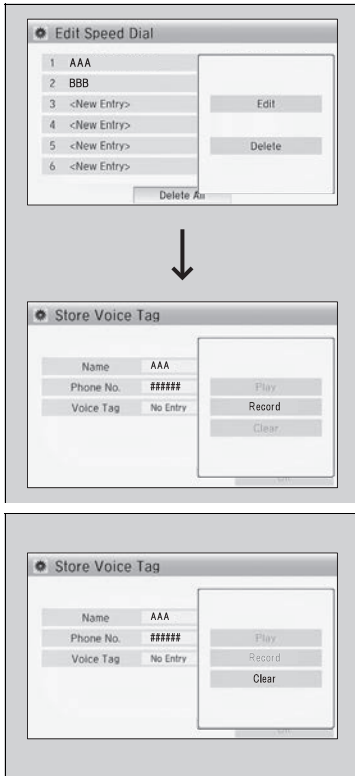 Edit Speed Dial
1 AAA
2 BBB
3 <New Entry>
4 <New Entry>
5 <New Entry>
6 <New Entry>
Edit
Delete
Delete All
Store Voice Tag
Name AAA
Phone No. ######
Voice Tag No Entry
Play
Record
Clear
Store Voice Tag
Name AAA
Phone No. ######
Voice Tag No Entry
Play
Record
Clear